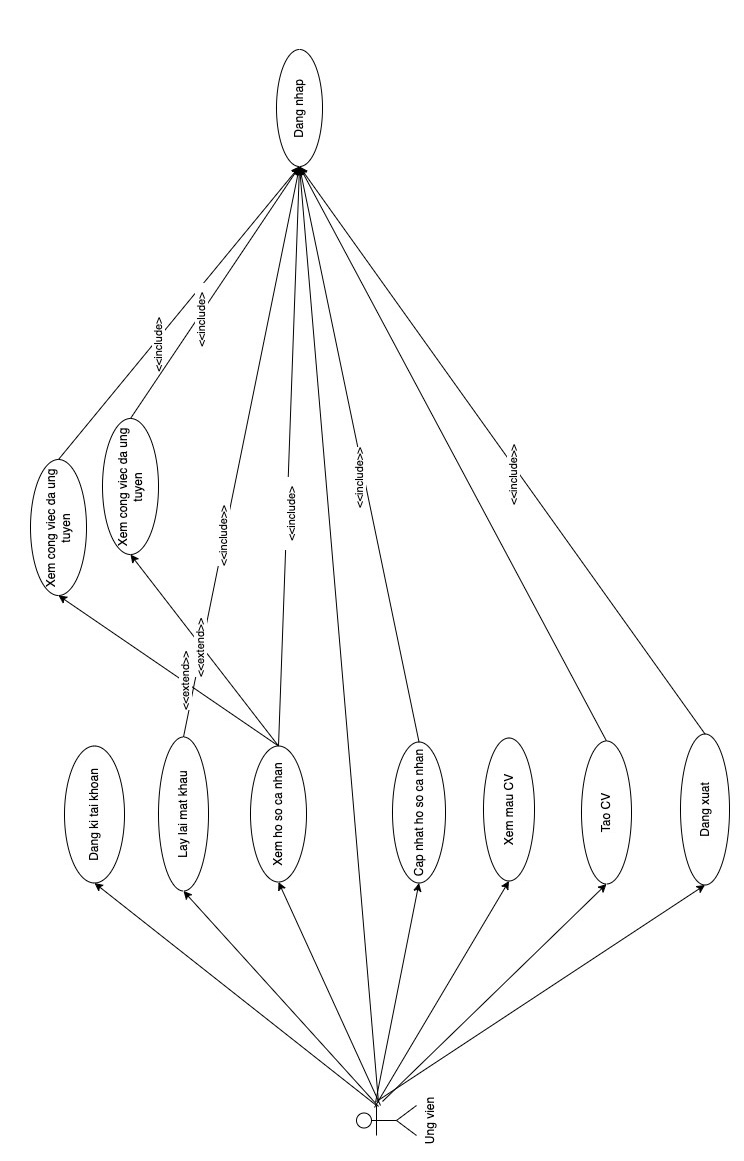 Dang nhap
<<include>
<<include>
Xem cong viec da ung
tuyen
Xem cong viec da ung
tuyen
<<include>>
<<include>
<<include>>
<<include>>
<<extend>>
<<extend>>
Dang ki tai khoan
Lay lai mat khau
Xem ho so ca nhan
Cap nhat ho so ca nhan
Xem mau CV
Tao CV
Dang xuat
Ung vien